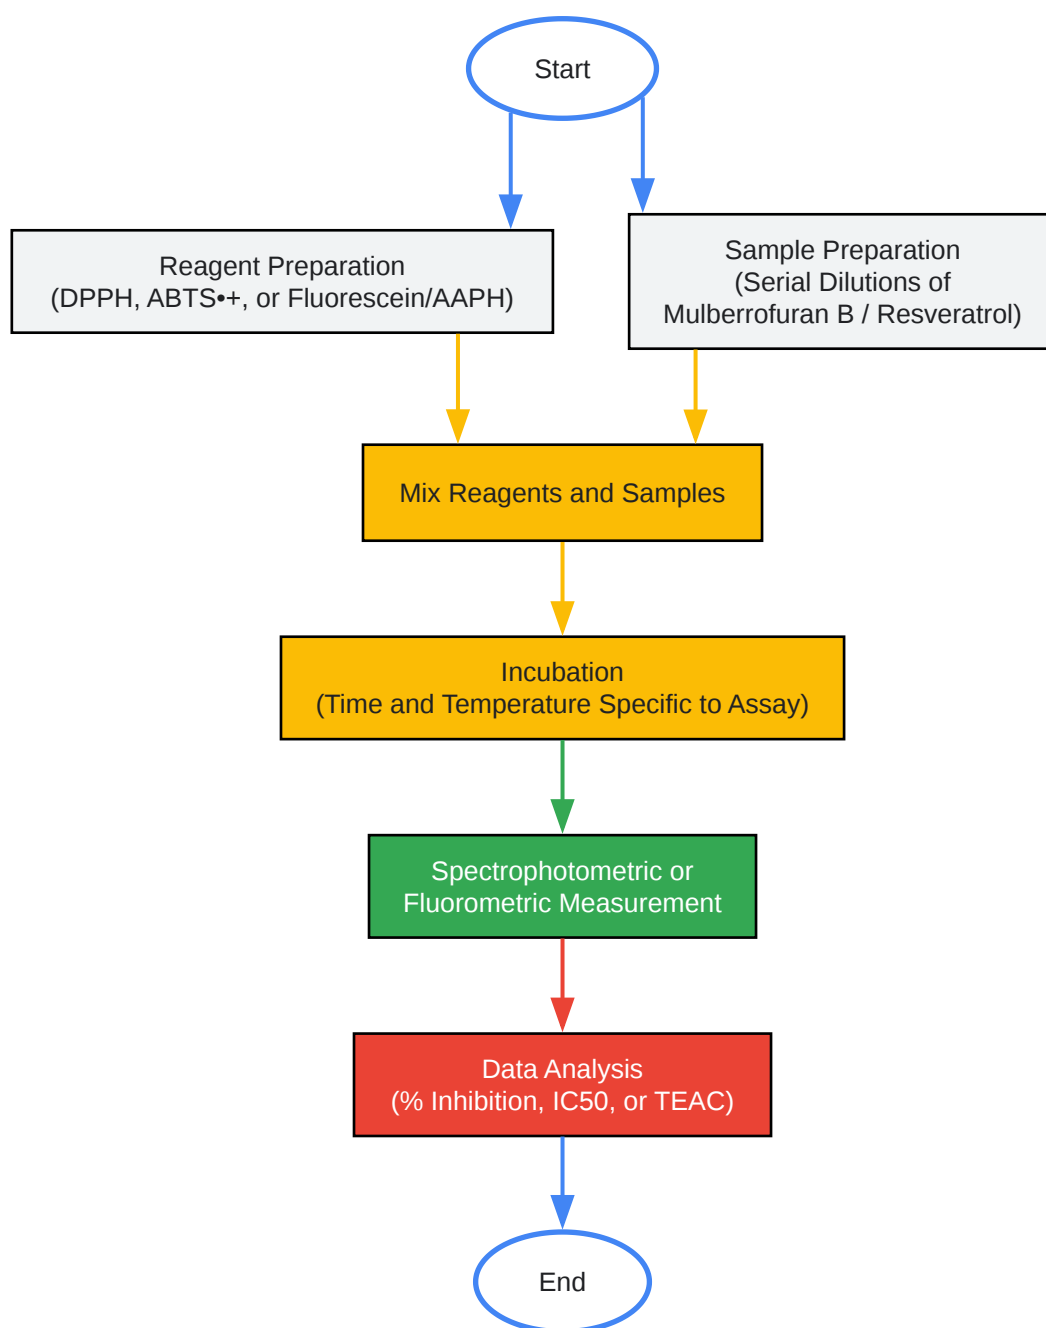 Start
Reagent Preparation
(DPPH, ABTS•+, or Fluorescein/AAPH)
Sample Preparation
(Serial Dilutions of
Mulberrofuran B / Resveratrol)
Mix Reagents and Samples
Incubation
(Time and Temperature Specific to Assay)
Spectrophotometric or
Fluorometric Measurement
Data Analysis
(% Inhibition, IC50, or TEAC)
End